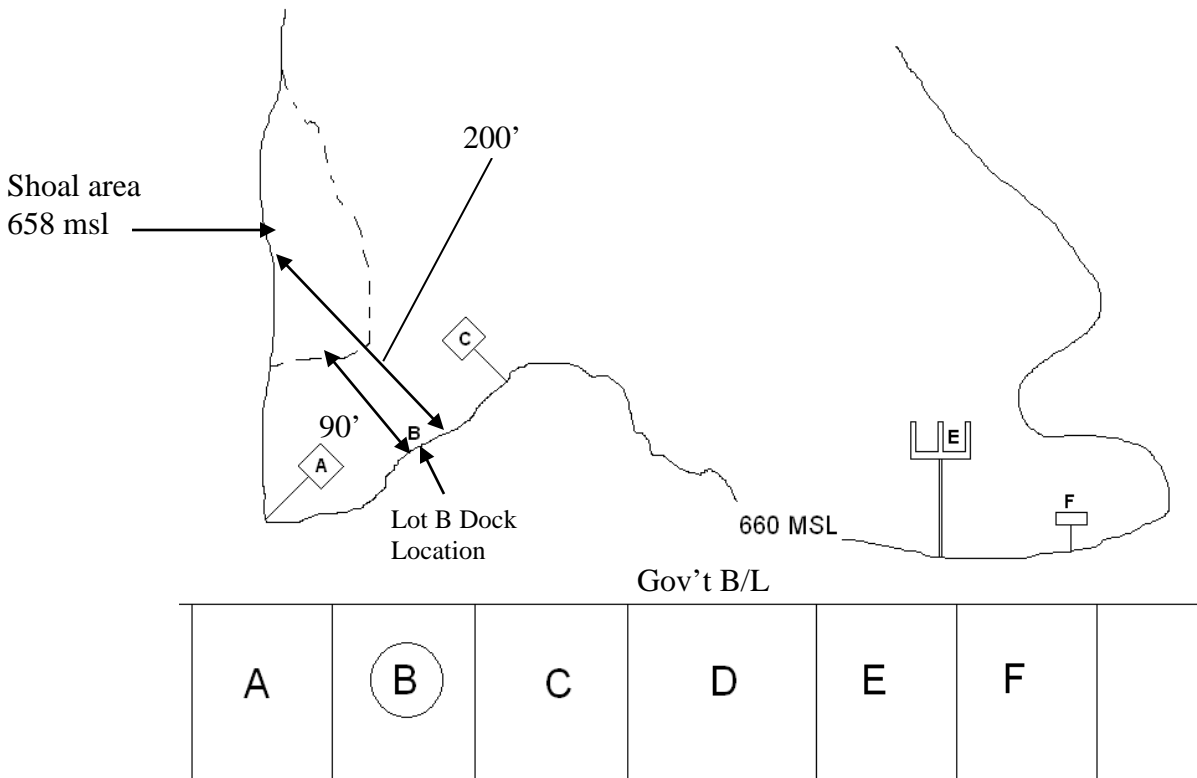 200’
Shoal area
658 msl
C
90’
B
A
E
F
Lot B Dock
Location
660 MSL
Gov’t B/L
A
B
C
D
E
F